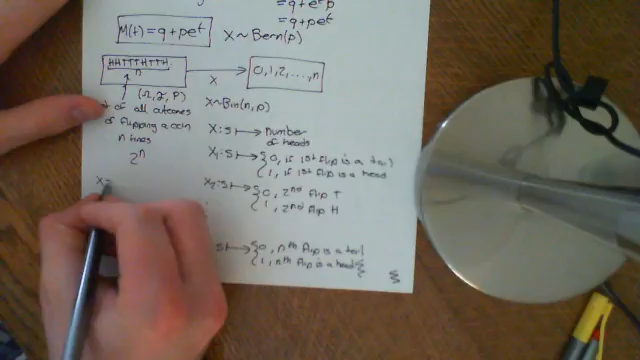 = q + e^t p
= q + pe^t
M(t) = q + pe^t X ~ Bern(p)
HHTTTHTTH
n
X
0, 1, 2, ..., n
(Ω, F, P)
X ~ Bin(n, p)
of all outcomes
of flipping a coin
n times
2^n
X: s ↦ number
of heads
X₁: s ↦ { 0, if 1st flip is a tail
1, if 1st flip is a head
X₂: s ↦ { 0, 2nd flip T
1, 2nd flip H
s ↦ { 0, nth flip is a tail
1, nth flip is a head
X =